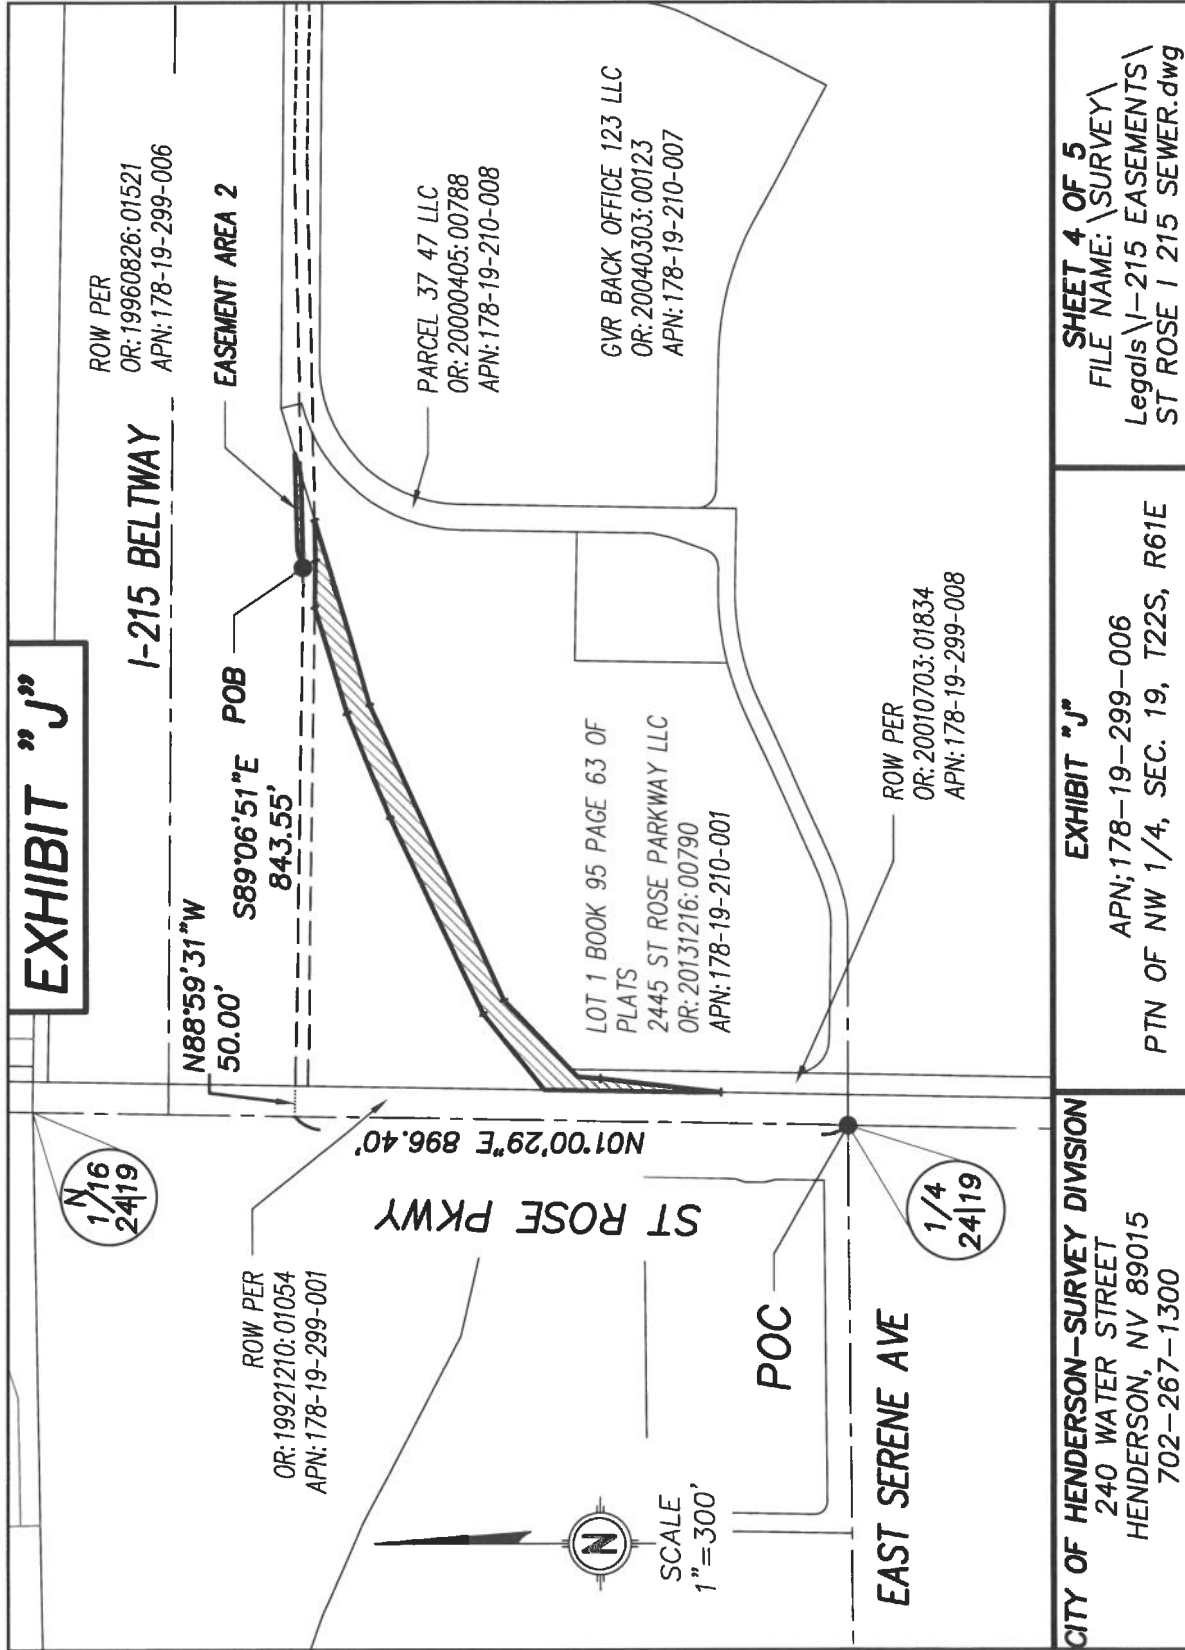 EXHIBIT "J"
I-215 BELTWAY
ROW PER
OR:19960826:01521
APN:178-19-299-006
N88°59'31"W
50.00'
S89°06'51"E
843.55'
POB
EASEMENT AREA 2
N
1/16
24|19
ROW PER
OR:19921210:01054
APN:178-19-299-001
PARCEL 37 47 LLC
OR:20000405:00788
APN:178-19-210-008
GVR BACK OFFICE 123 LLC
OR:20040303:00123
APN:178-19-210-007
N01°00'29"E 896.40'
ST ROSE PKWY
LOT 1 BOOK 95 PAGE 63 OF
PLATS
2445 ST ROSE PARKWAY LLC
OR:20131216:00790
APN:178-19-210-001
N
SCALE
1"=300'
POC
ROW PER
OR:20010703:01834
APN:178-19-299-008
EAST SERENE AVE
1/4
24|19
CITY OF HENDERSON-SURVEY DIVISION
240 WATER STREET
HENDERSON, NV 89015
702-267-1300
EXHIBIT "J"
APN;178-19-299-006
PTN OF NW 1/4, SEC. 19, T22S, R61E
SHEET 4 OF 5
FILE NAME:\SURVEY\
Legals\I-215 EASEMENTS\
ST ROSE I 215 SEWER.dwg